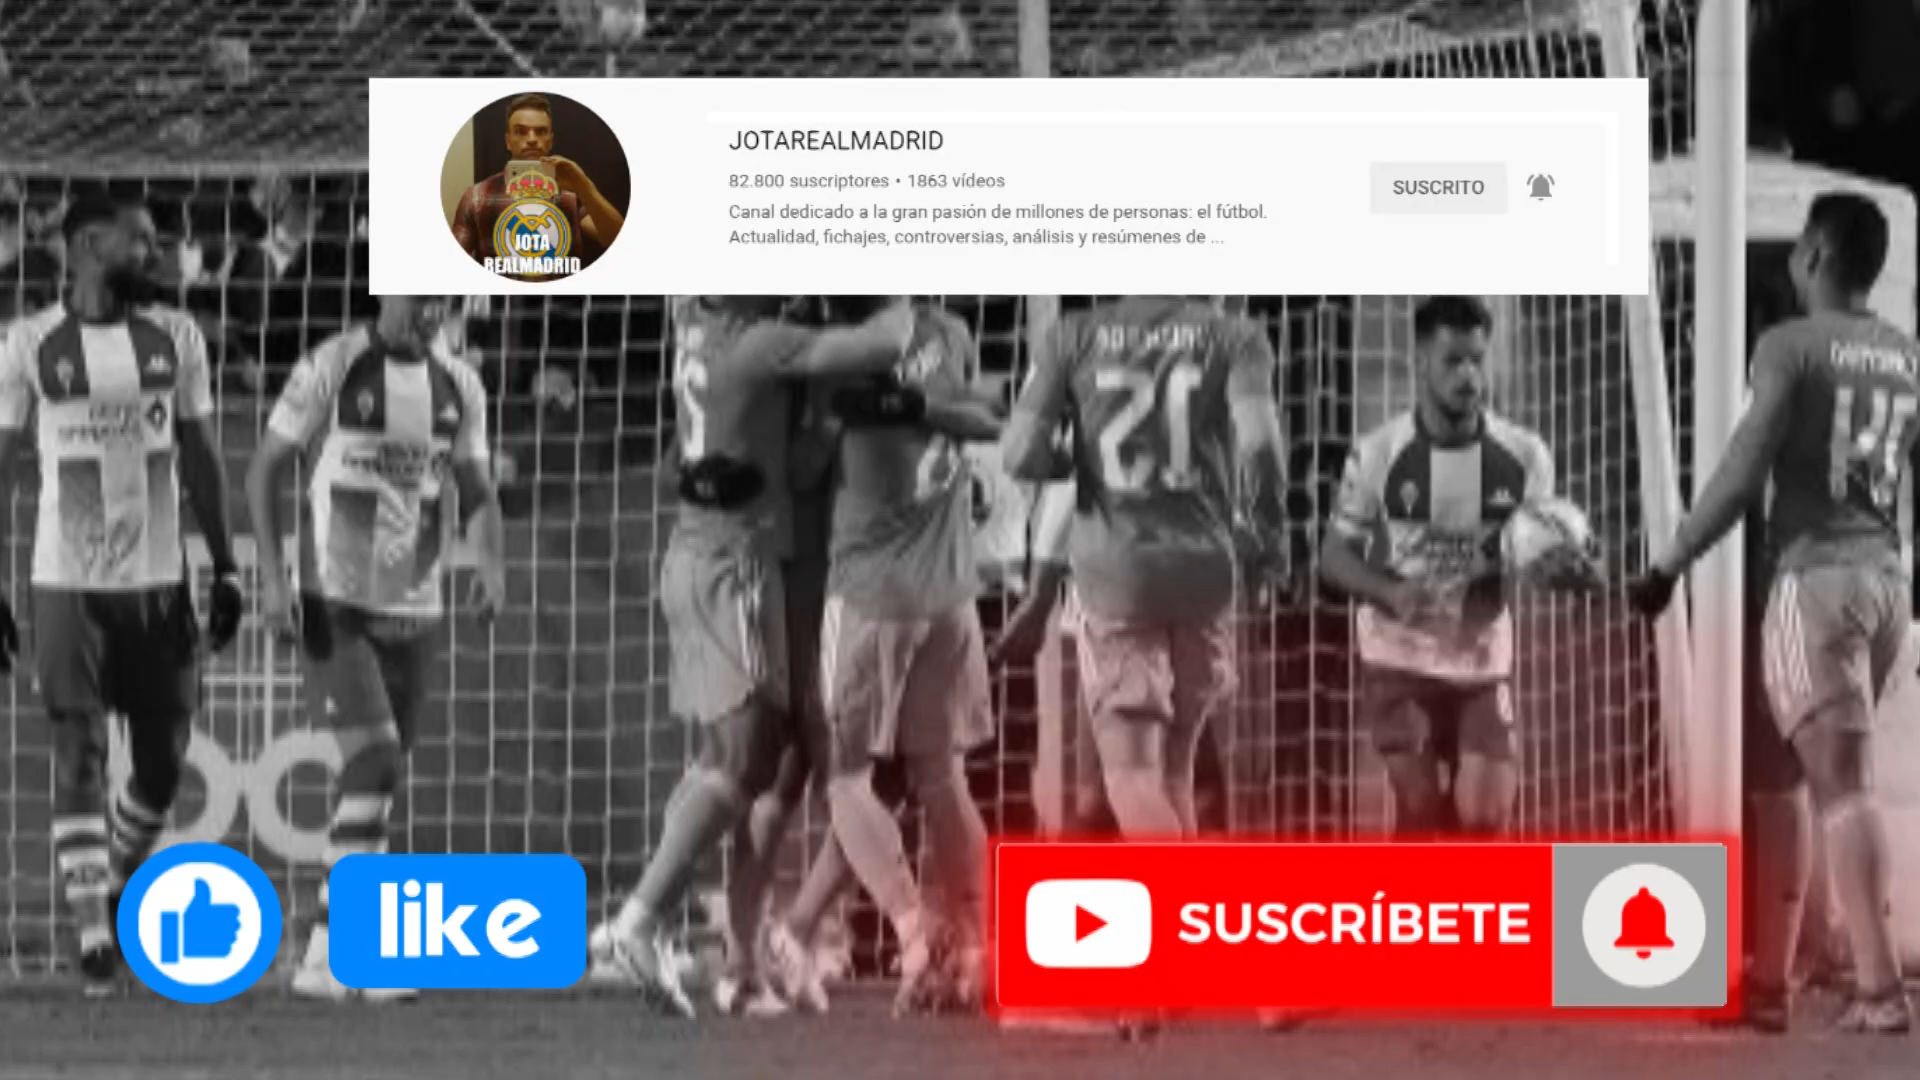 JOTAREALMADRID
82.800 suscriptores • 1863 vídeos
Canal dedicado a la gran pasión de millones de personas: el fútbol.
Actualidad, fichajes, controversias, análisis y resúmenes de ...
SUSCRITO
JOTA
REALMADRID
21
like
SUSCRÍBETE